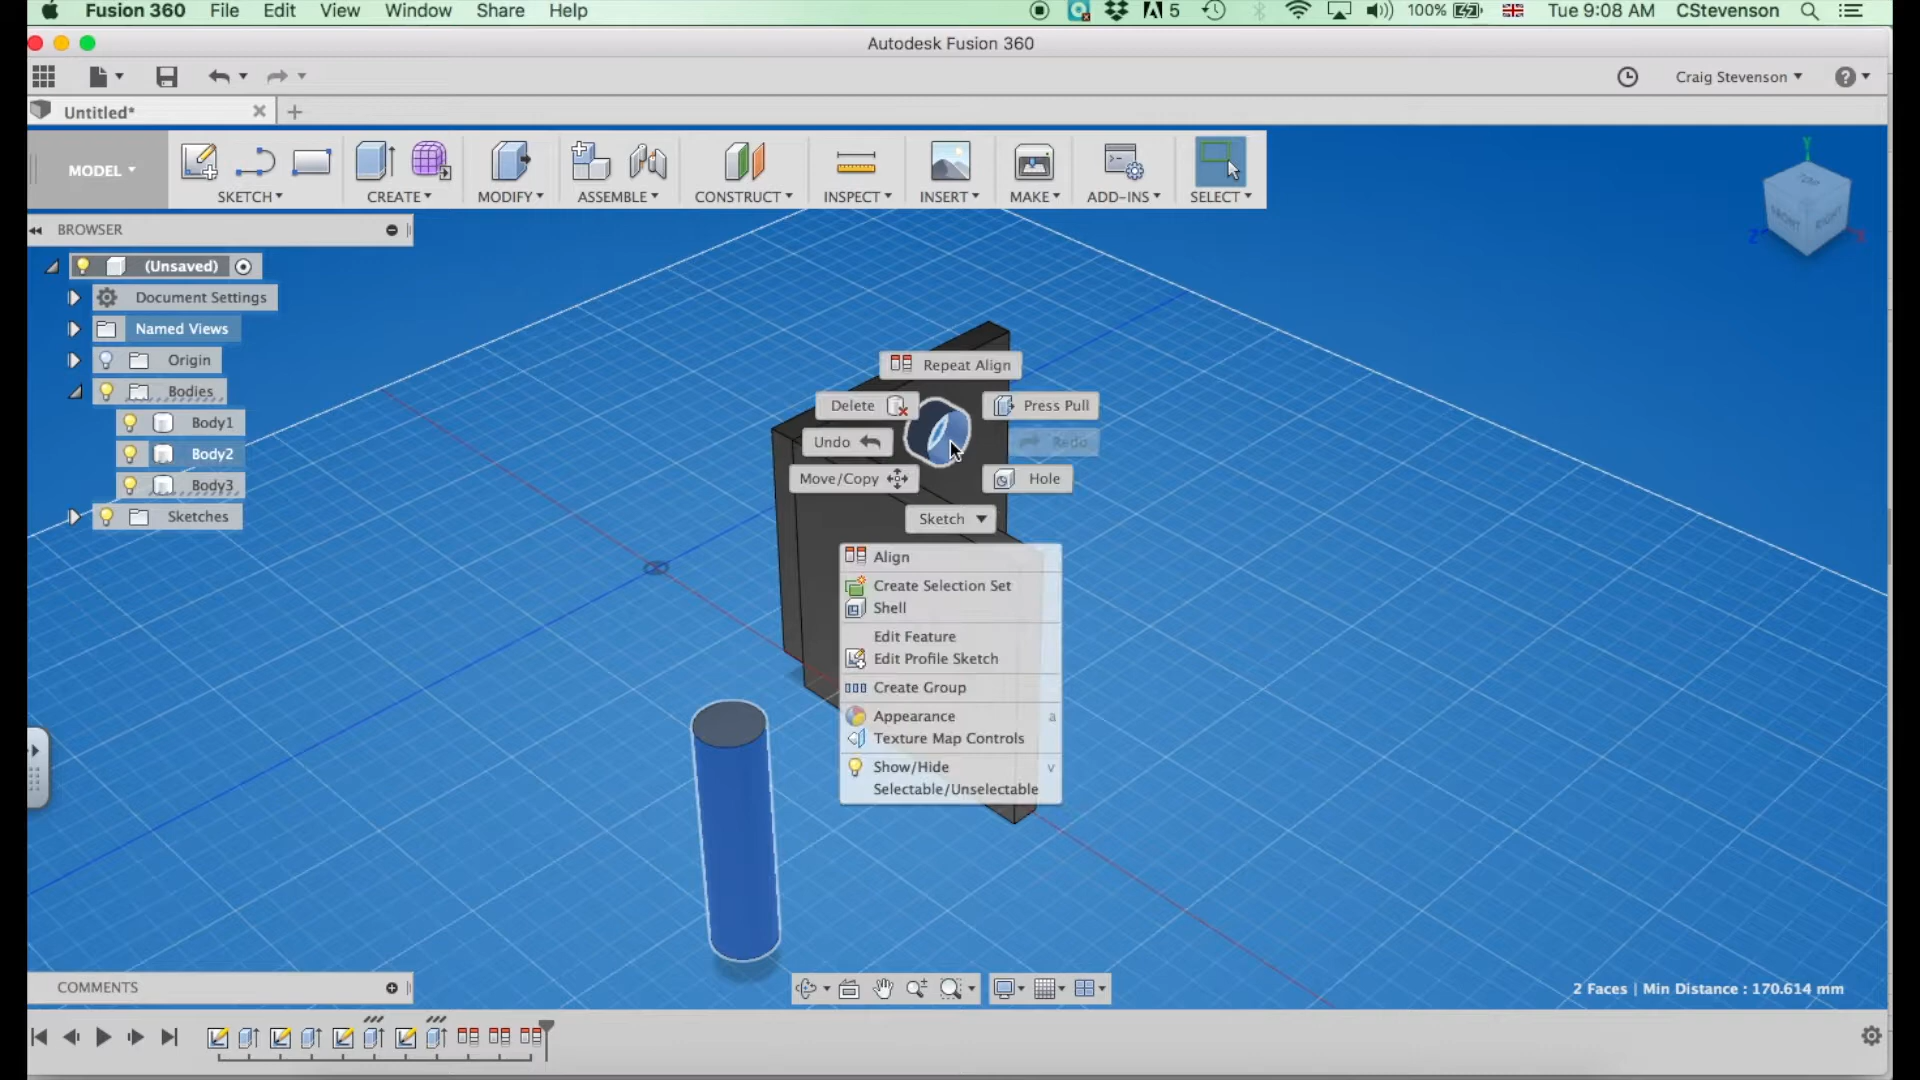 Fusion 360 File Edit View Window Share Help 5 100% Tue 9:08 AM CStevenson
Autodesk Fusion 360
Craig Stevenson ?
Untitled*
MODEL
SKETCH CREATE MODIFY ASSEMBLE CONSTRUCT INSPECT INSERT MAKE ADD-INS SELECT
BROWSER
(Unsaved)
Document Settings
Named Views
Origin
Bodies
Body1
Body2
Body3
Sketches
Y
TOP
FRONT RIGHT
Z X
Repeat Align
Delete Press Pull
Undo Redo
Move/Copy Hole
Sketch
Align
Create Selection Set
Shell
Edit Feature
Edit Profile Sketch
Create Group
Appearance a
Texture Map Controls
Show/Hide v
Selectable/Unselectable
COMMENTS
2 Faces | Min Distance : 170.614 mm